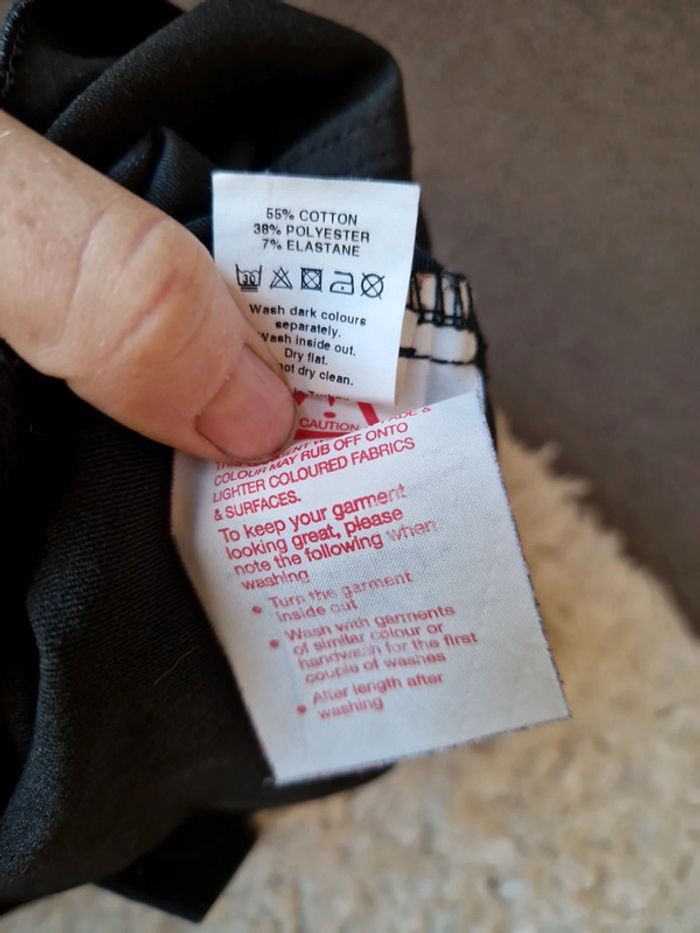 55% COTTON
38% POLYESTER
7% ELASTANE
30
Wash dark colours
separately.
Wash inside out.
Dry flat.
not dry clean.
in
CAUTION
THIS
COLOUR MAY RUB OFF ONTO
LIGHTER COLOURED FABRICS
& SURFACES.
To keep your garment
looking great, please
note the following when
washing
• Turn the garment
inside out
• Wash with garments
of similar colour or
handwash for the first
couple of washes
• Alter length after
washing